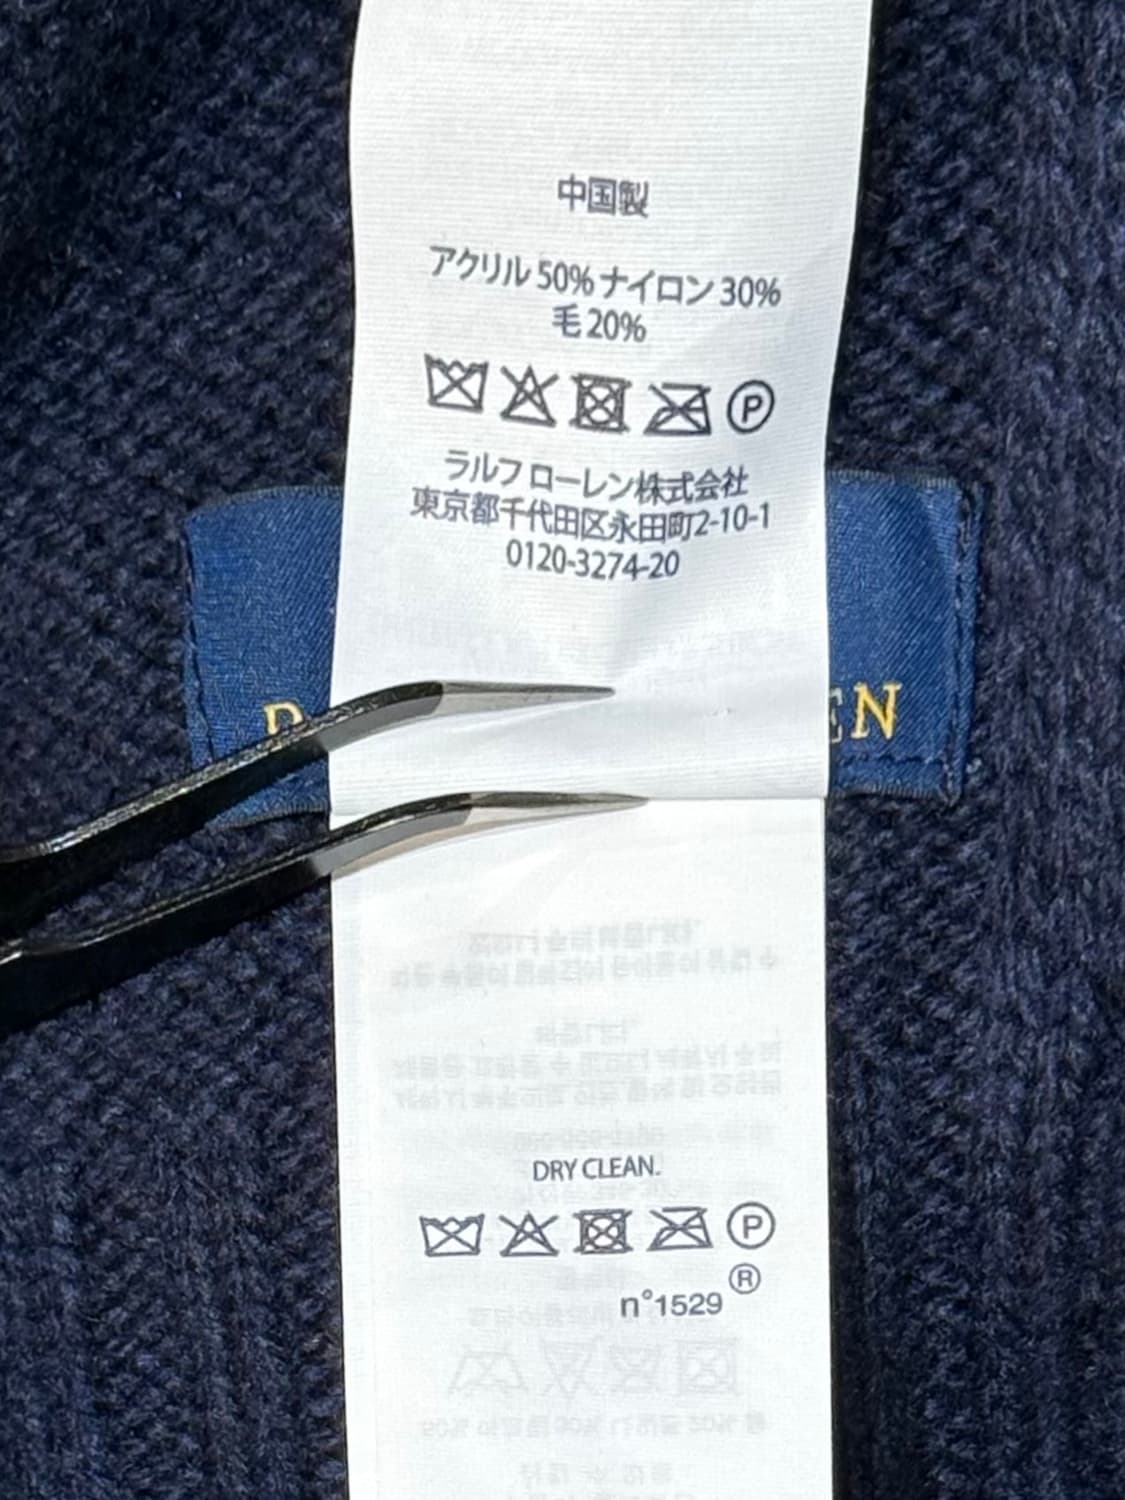 中国製
アクリル 50% ナイロン 30%
毛 20%
P
ラルフ ローレン株式会社
東京都千代田区永田町2-10-1
0120-3274-20
EN
DRY CLEAN.
P
®
n°1529